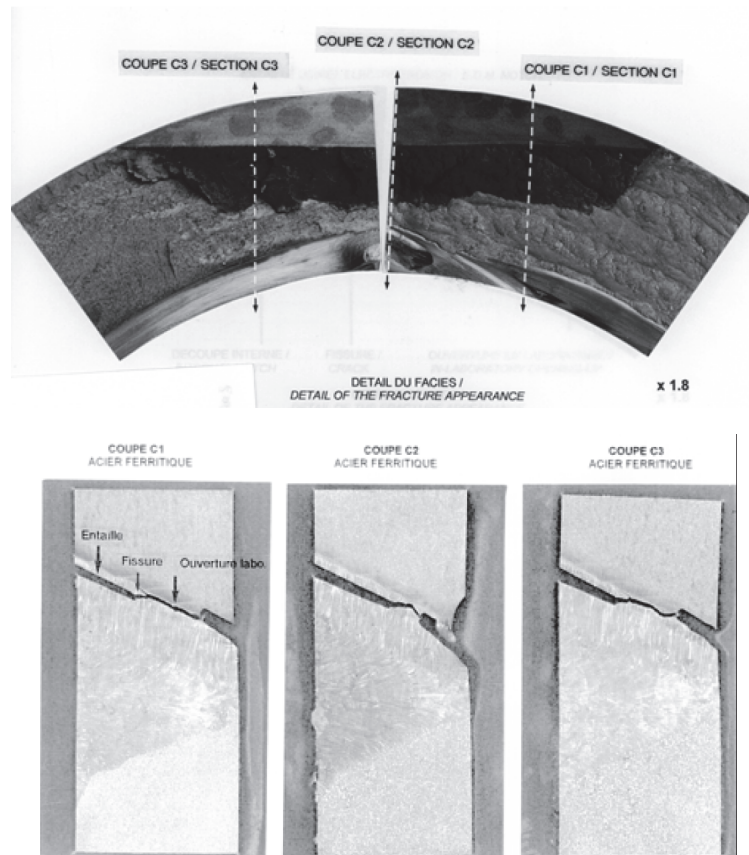 COUPE C2 / SECTION C2
COUPE C3 / SECTION C3
COUPE C1 / SECTION C1
DETAIL DU FACIES /
DETAIL OF THE FRACTURE APPEARANCE
x 1.8
COUPE C1
ACIER FERRITIQUE
COUPE C2
ACIER FERRITIQUE
COUPE C3
ACIER FERRITIQUE
Entaille
Fissure
Ouverture labo.